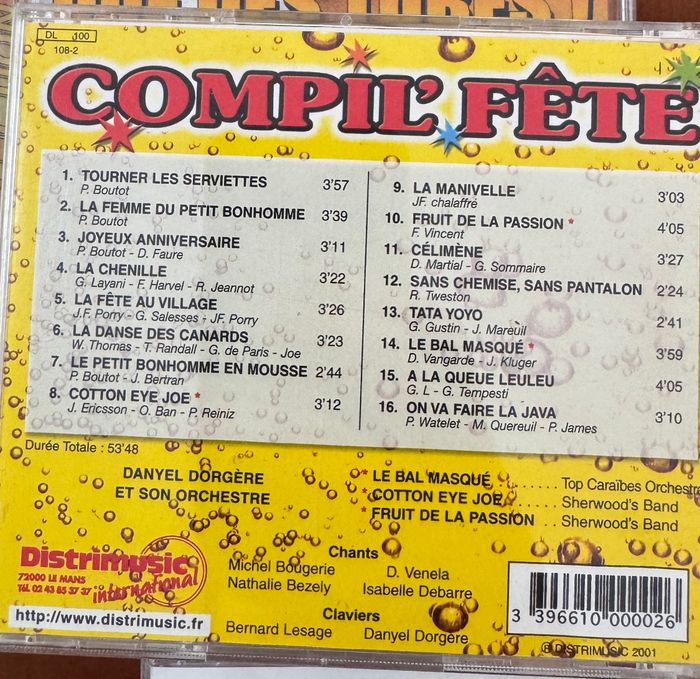 DL 100
108-2
COMPIL' FÊTE
1. TOURNER LES SERVIETTES 3'57
P. Boutot
2. LA FEMME DU PETIT BONHOMME 3'39
P. Boutot
3. JOYEUX ANNIVERSAIRE 3'11
P. Boutot - D. Faure
4. LA CHENILLE 3'22
G. Layani - F. Harvel - R. Jeannot
5. LA FÊTE AU VILLAGE 3'26
J.F. Porry - G. Salesses - JF. Porry
6. LA DANSE DES CANARDS 3'23
W. Thomas - T. Randall - G. de Paris - Joe
7. LE PETIT BONHOMME EN MOUSSE 2'44
P. Boutot - J. Bertran
8. COTTON EYE JOE * 3'12
J. Ericsson - O. Ban - P. Reiniz
9. LA MANIVELLE 3'03
JF. chalaffré
10. FRUIT DE LA PASSION * 4'05
F. Vincent
11. CÉLIMÈNE 3'27
D. Martial - G. Sommaire
12. SANS CHEMISE, SANS PANTALON 2'24
R. Tweston
13. TATA YOYO 2'41
G. Gustin - J. Mareuil
14. LE BAL MASQUÉ * 3'59
D. Vangarde - J. Kluger
15. A LA QUEUE LEULEU 4'05
G. L - G. Tempesti
16. ON VA FAIRE LA JAVA 3'10
P. Watelet - M. Quereuil - P. James
Durée Totale : 53'48
DANYEL DORGÈRE
ET SON ORCHESTRE
* LE BAL MASQUÉ ....... Top Caraïbes Orchestre
* COTTON EYE JOE ..... Sherwood's Band
* FRUIT DE LA PASSION .. Sherwood's Band
Chants
Michel Bougerie D. Venela
Nathalie Bezely Isabelle Debarre
Claviers
Bernard Lesage Danyel Dorgère
Distrimusic
international
72000 LE MANS
Tél. 02 43 85 37 37
http://www.distrimusic.fr
3 396610 000026
℗ DISTRIMUSIC 2001